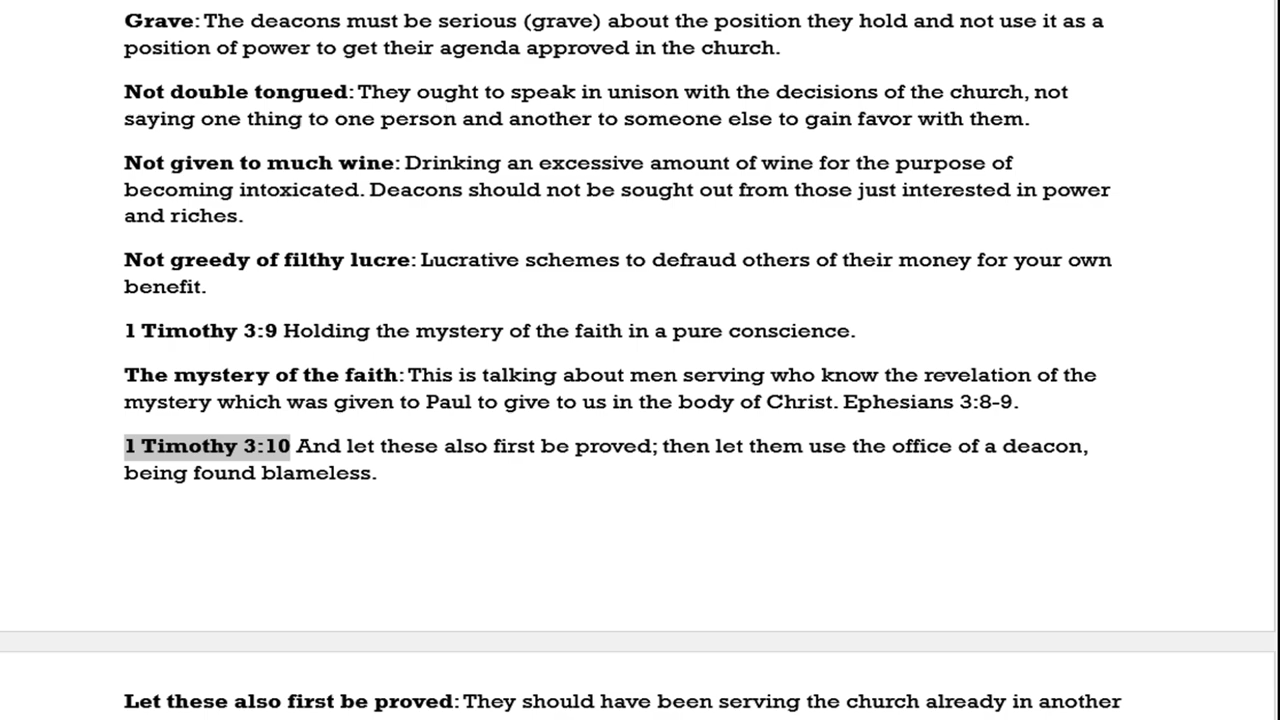 Grave: The deacons must be serious (grave) about the position they hold and not use it as a
position of power to get their agenda approved in the church.
Not double tongued: They ought to speak in unison with the decisions of the church, not
saying one thing to one person and another to someone else to gain favor with them.
Not given to much wine: Drinking an excessive amount of wine for the purpose of
becoming intoxicated. Deacons should not be sought out from those just interested in power
and riches.
Not greedy of filthy lucre: Lucrative schemes to defraud others of their money for your own
benefit.
1 Timothy 3:9 Holding the mystery of the faith in a pure conscience.
The mystery of the faith: This is talking about men serving who know the revelation of the
mystery which was given to Paul to give to us in the body of Christ. Ephesians 3:8-9.
1 Timothy 3:10 And let these also first be proved; then let them use the office of a deacon,
being found blameless.
Let these also first be proved: They should have been serving the church already in another